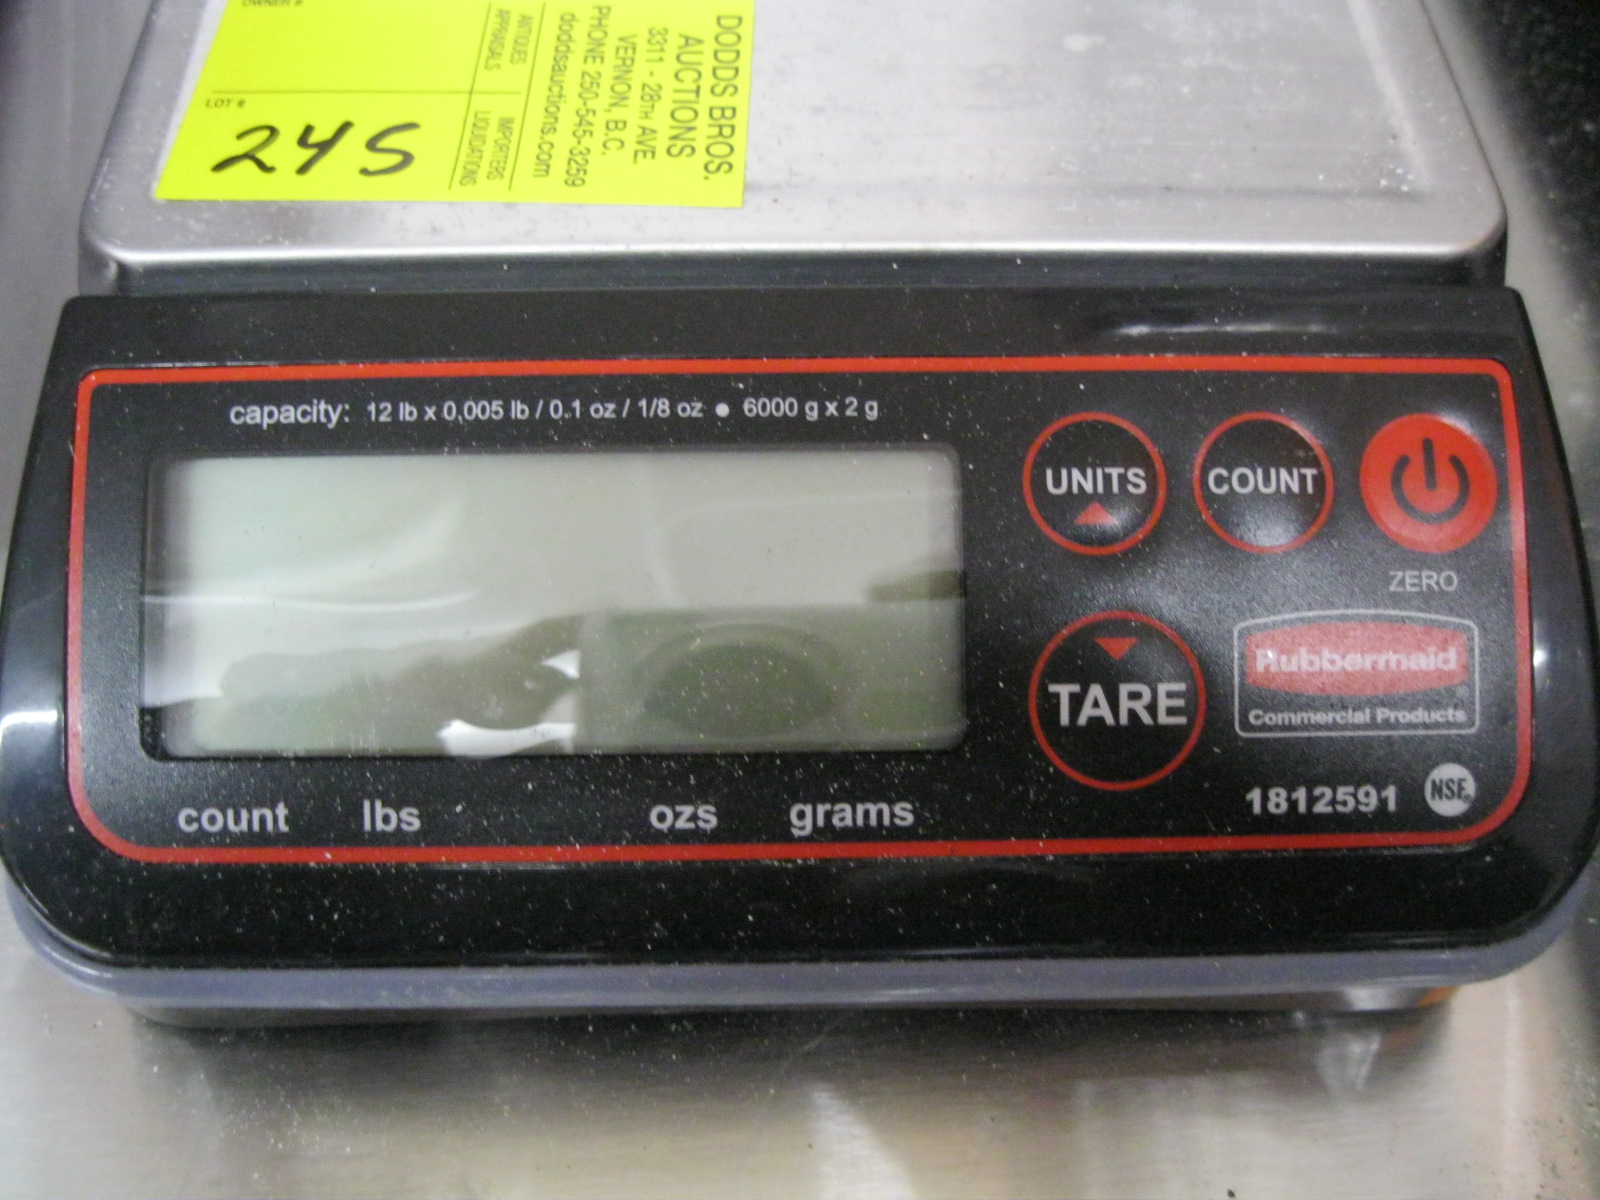 OWNER #
LOT #
245
ANTIQUES
APPRAISALS
IMPORTERS
LIQUIDATIONS
DODDS BROS.
AUCTIONS
3311 - 28TH AVE.
VERNON, B.C.
PHONE 250-545-3259
doddsauctions.com
capacity: 12 lb x 0.005 lb / 0.1 oz / 1/8 oz ● 6000 g x 2 g
UNITS
COUNT
ZERO
TARE
Rubbermaid
Commercial Products
1812591
NSF®
count lbs ozs grams